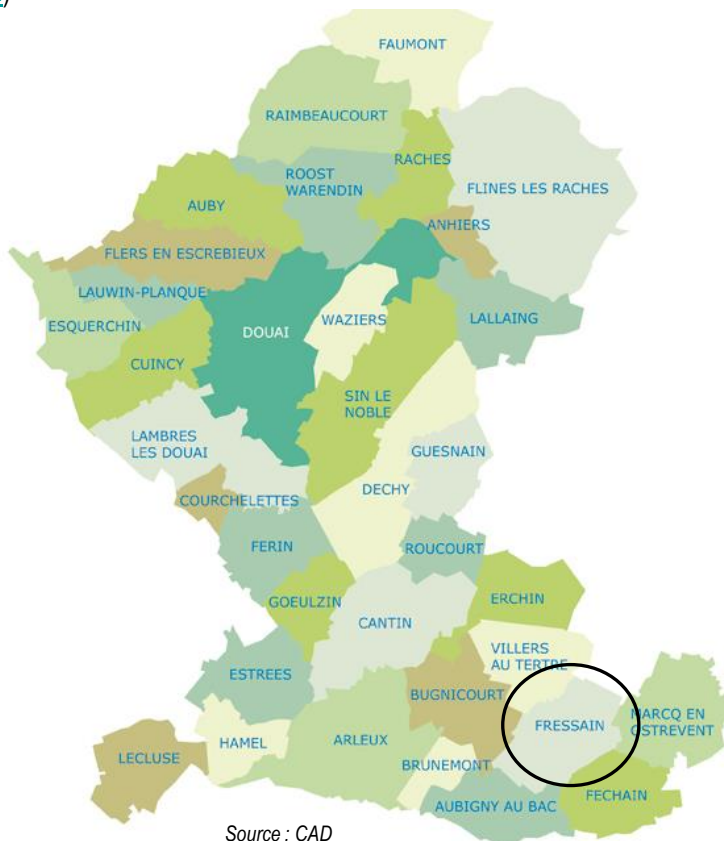 )
FAUMONT
RAIMBEAUCOURT
RACHES
ROOST
WARENDIN
FLINES LES RACHES
AUBY
ANHIERS
FLERS EN ESCREBIEUX
LAUWIN-PLANQUE
ESQUERCHIN
DOUAI
WAZIERS
LALLAING
CUINCY
SIN LE
NOBLE
LAMBRES
LES DOUAI
GUESNAIN
DECHY
COURCHELETTES
FERIN
ROUCOURT
GOEULZIN
ERCHIN
CANTIN
VILLERS
AU TERTRE
ESTREES
BUGNICOURT
FRESSAIN
MARCQ EN
OSTREVENT
HAMEL
ARLEUX
LECLUSE
BRUNEMONT
FECHAIN
AUBIGNY AU BAC
Source : CAD